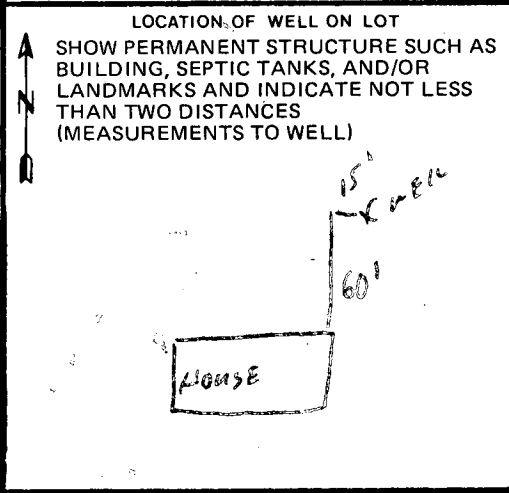 LOCATION OF WELL ON LOT
SHOW PERMANENT STRUCTURE SUCH AS
BUILDING, SEPTIC TANKS, AND/OR
LANDMARKS AND INDICATE NOT LESS
THAN TWO DISTANCES
(MEASUREMENTS TO WELL)
N
15'
x WELL
60'
HOUSE